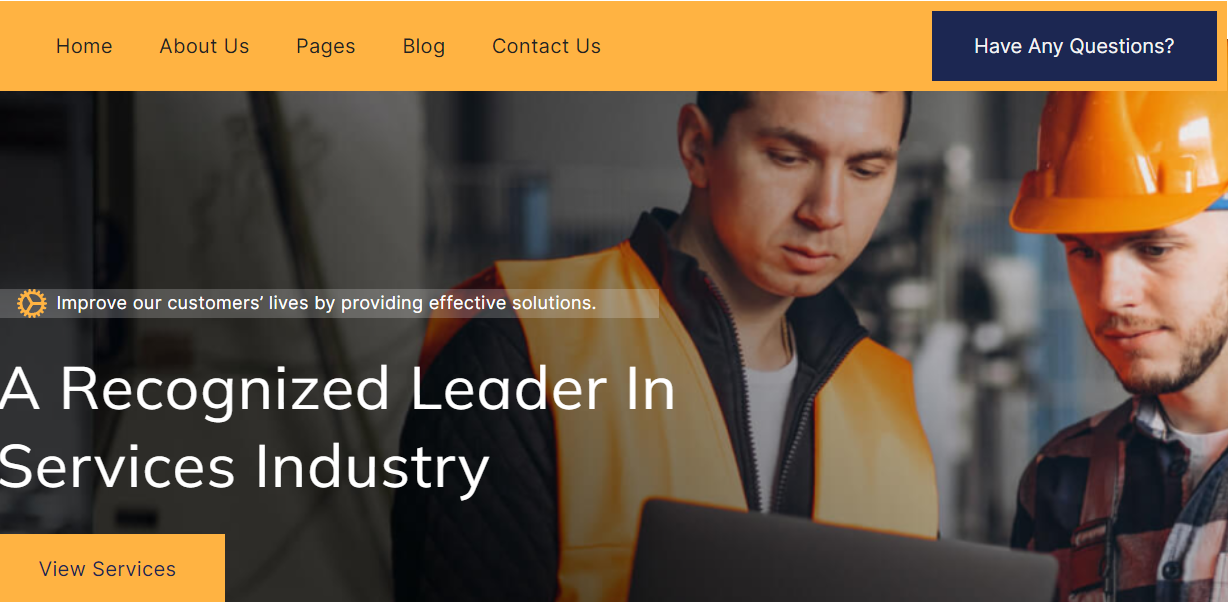 Home About Us Pages Blog Contact Us Have Any Questions?
Improve our customers’ lives by providing effective solutions.
A Recognized Leader In
Services Industry
View Services